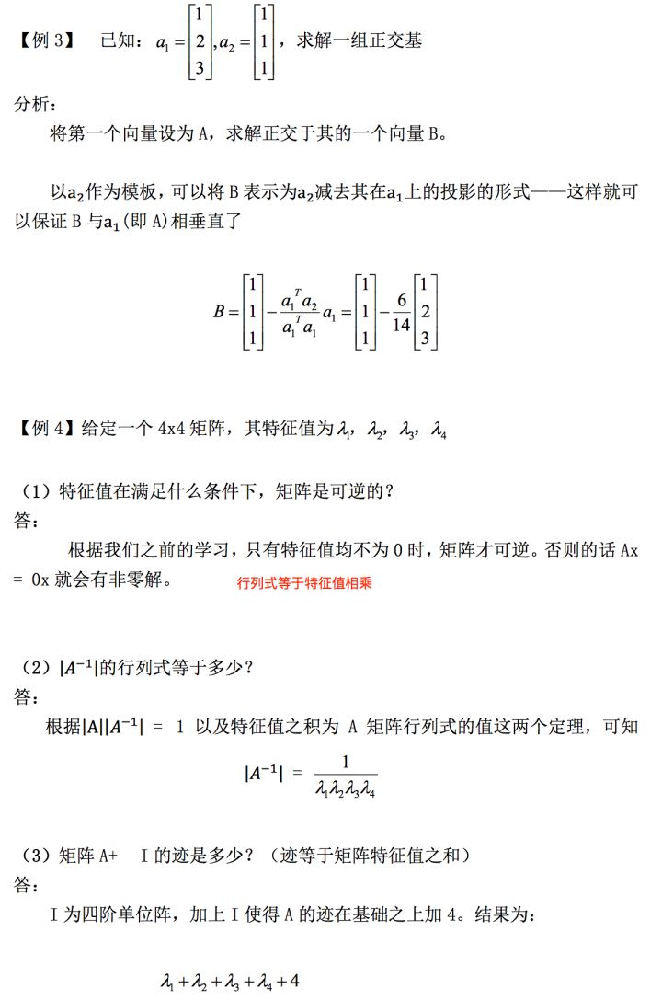 【例 3】 已知：$a_1=\begin{bmatrix}1\\2\\3\end{bmatrix},a_2=\begin{bmatrix}1\\1\\1\end{bmatrix}$，求解一组正交基
分析：
将第一个向量设为 A，求解正交于其的一个向量 B。
以$a_2$作为模板，可以将 B 表示为$a_2$减去其在$a_1$上的投影的形式——这样就可
以保证 B 与$a_1$(即 A)相垂直了
$B=\begin{bmatrix}1\\1\\1\end{bmatrix}-\frac{a_1^Ta_2}{a_1^Ta_1}a_1=\begin{bmatrix}1\\1\\1\end{bmatrix}-\frac{6}{14}\begin{bmatrix}1\\2\\3\end{bmatrix}$
【例 4】给定一个 4x4 矩阵，其特征值为$\lambda_1$，$\lambda_2$，$\lambda_3$，$\lambda_4$
（1）特征值在满足什么条件下，矩阵是可逆的？
答：
根据我们之前的学习，只有特征值均不为 0 时，矩阵才可逆。否则的话 Ax
= 0x 就会有非零解。 行列式等于特征值相乘
（2）$|A^{-1}|$的行列式等于多少？
答：
根据$|A||A^{-1}|$ = 1 以及特征值之积为 A 矩阵行列式的值这两个定理，可知
$|A^{-1}|=\frac{1}{\lambda_1\lambda_2\lambda_3\lambda_4}$
（3）矩阵 A+ I 的迹是多少？（迹等于矩阵特征值之和）
答：
I 为四阶单位阵，加上 I 使得 A 的迹在基础之上加 4。结果为：
$\lambda_1+\lambda_2+\lambda_3+\lambda_4+4$